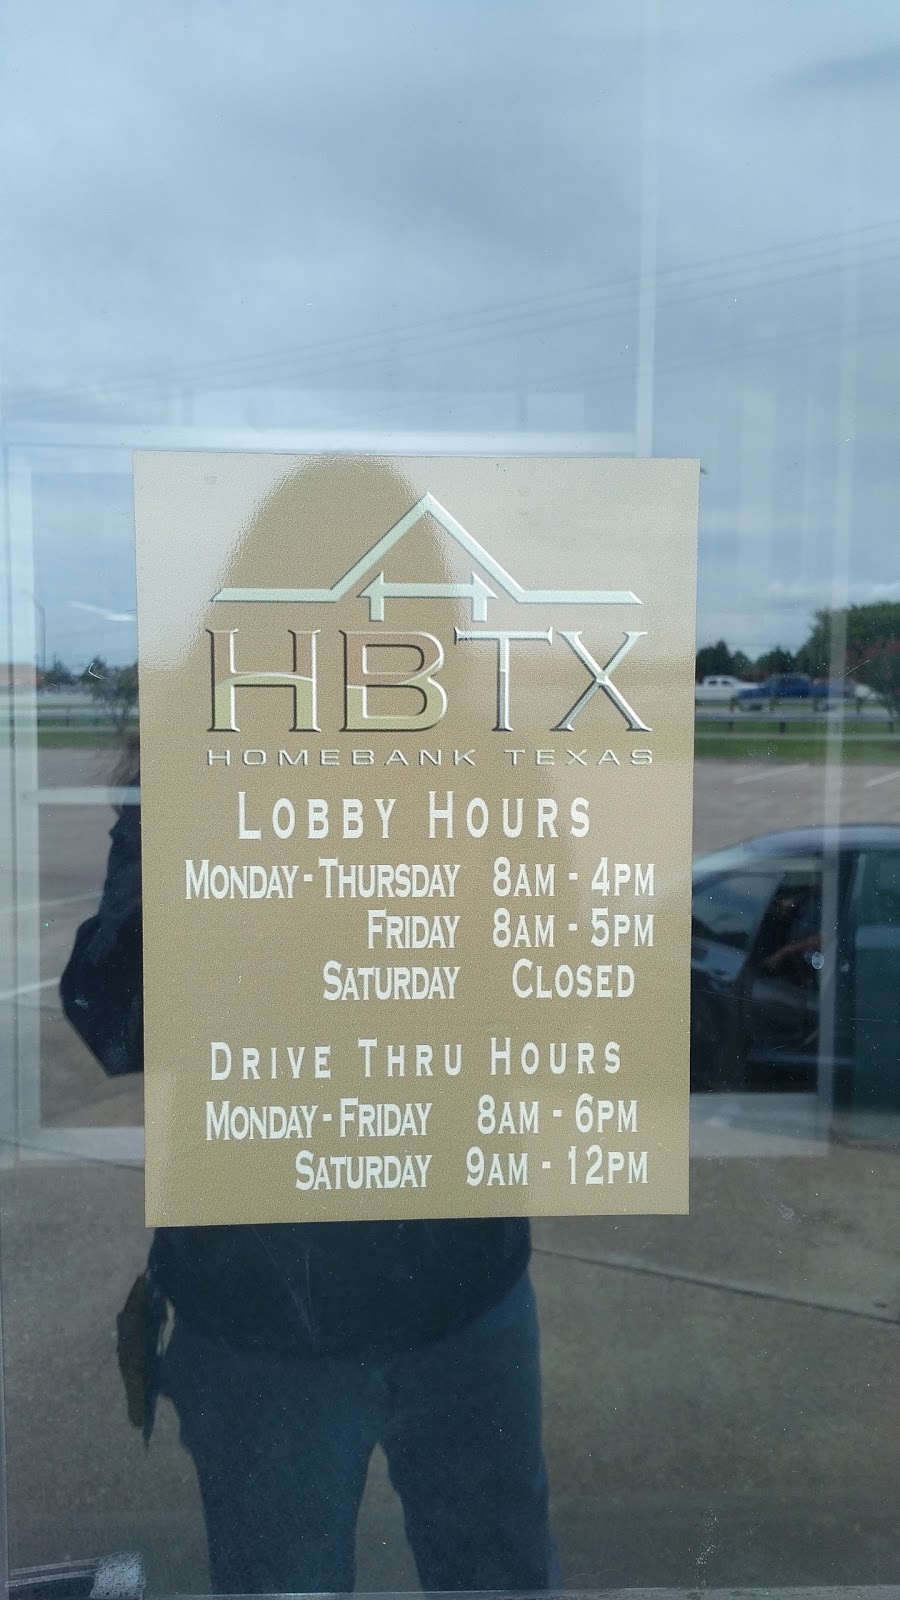 HBTX
HOMEBANK TEXAS
LOBBY HOURS
MONDAY - THURSDAY 8AM - 4PM
FRIDAY 8AM - 5PM
SATURDAY CLOSED
DRIVE THRU HOURS
MONDAY - FRIDAY 8AM - 6PM
SATURDAY 9AM - 12PM